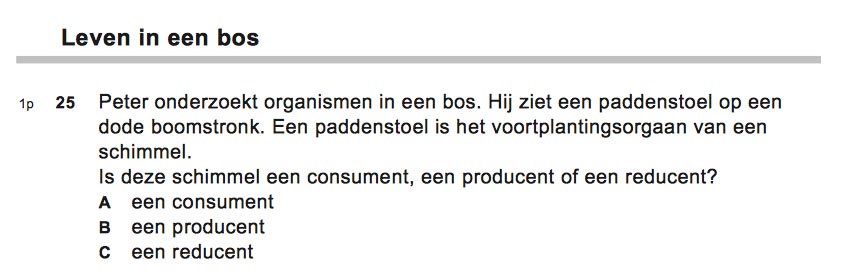 Leven in een bos
1p 25 Peter onderzoekt organismen in een bos. Hij ziet een paddenstoel op een
dode boomstronk. Een paddenstoel is het voortplantingsorgaan van een
schimmel.
Is deze schimmel een consument, een producent of een reducent?
A een consument
B een producent
C een reducent